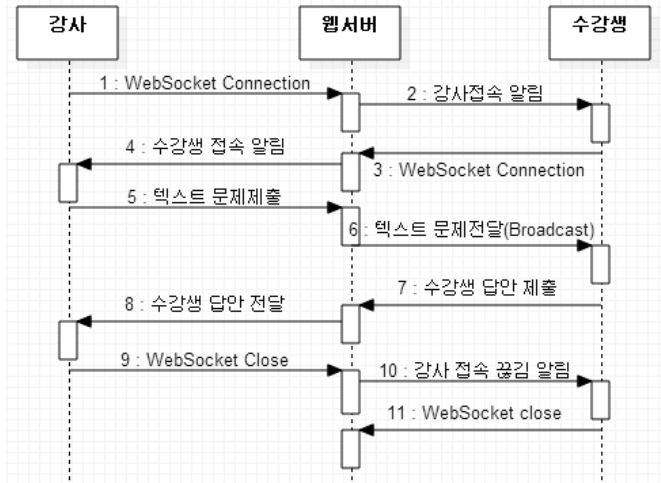 강사
웹서버
수강생
1 : WebSocket Connection
2 : 강사접속 알림
4 : 수강생 접속 알림
3 : WebSocket Connection
5 : 텍스트 문제제출
6 : 텍스트 문제전달(Broadcast)
7 : 수강생 답안 제출
8 : 수강생 답안 전달
9 : WebSocket Close
10 : 강사 접속 끊김 알림
11 : WebSocket close